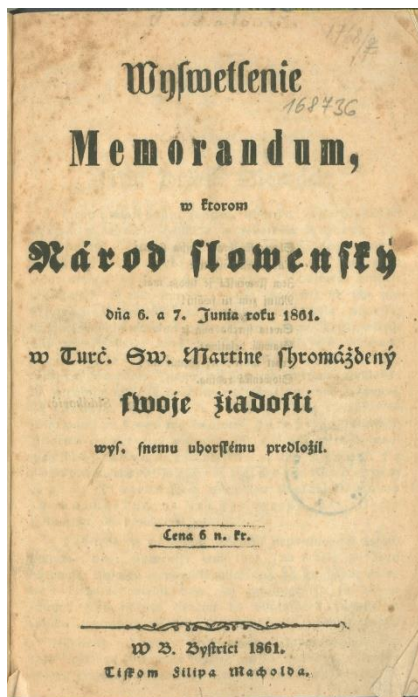 168736
Wyswetlenie
Memorandum,
w ktorom
Národ slowenský
dňa 6. a 7. Junia roku 1861.
w Turč. Sw. Martine shromáždený
swoje žiadosti
wys. snemu uhorskému predložil.
Cena 6 n. kr.
W B. Bystrici 1861.
Tiskom Filipa Macholda.